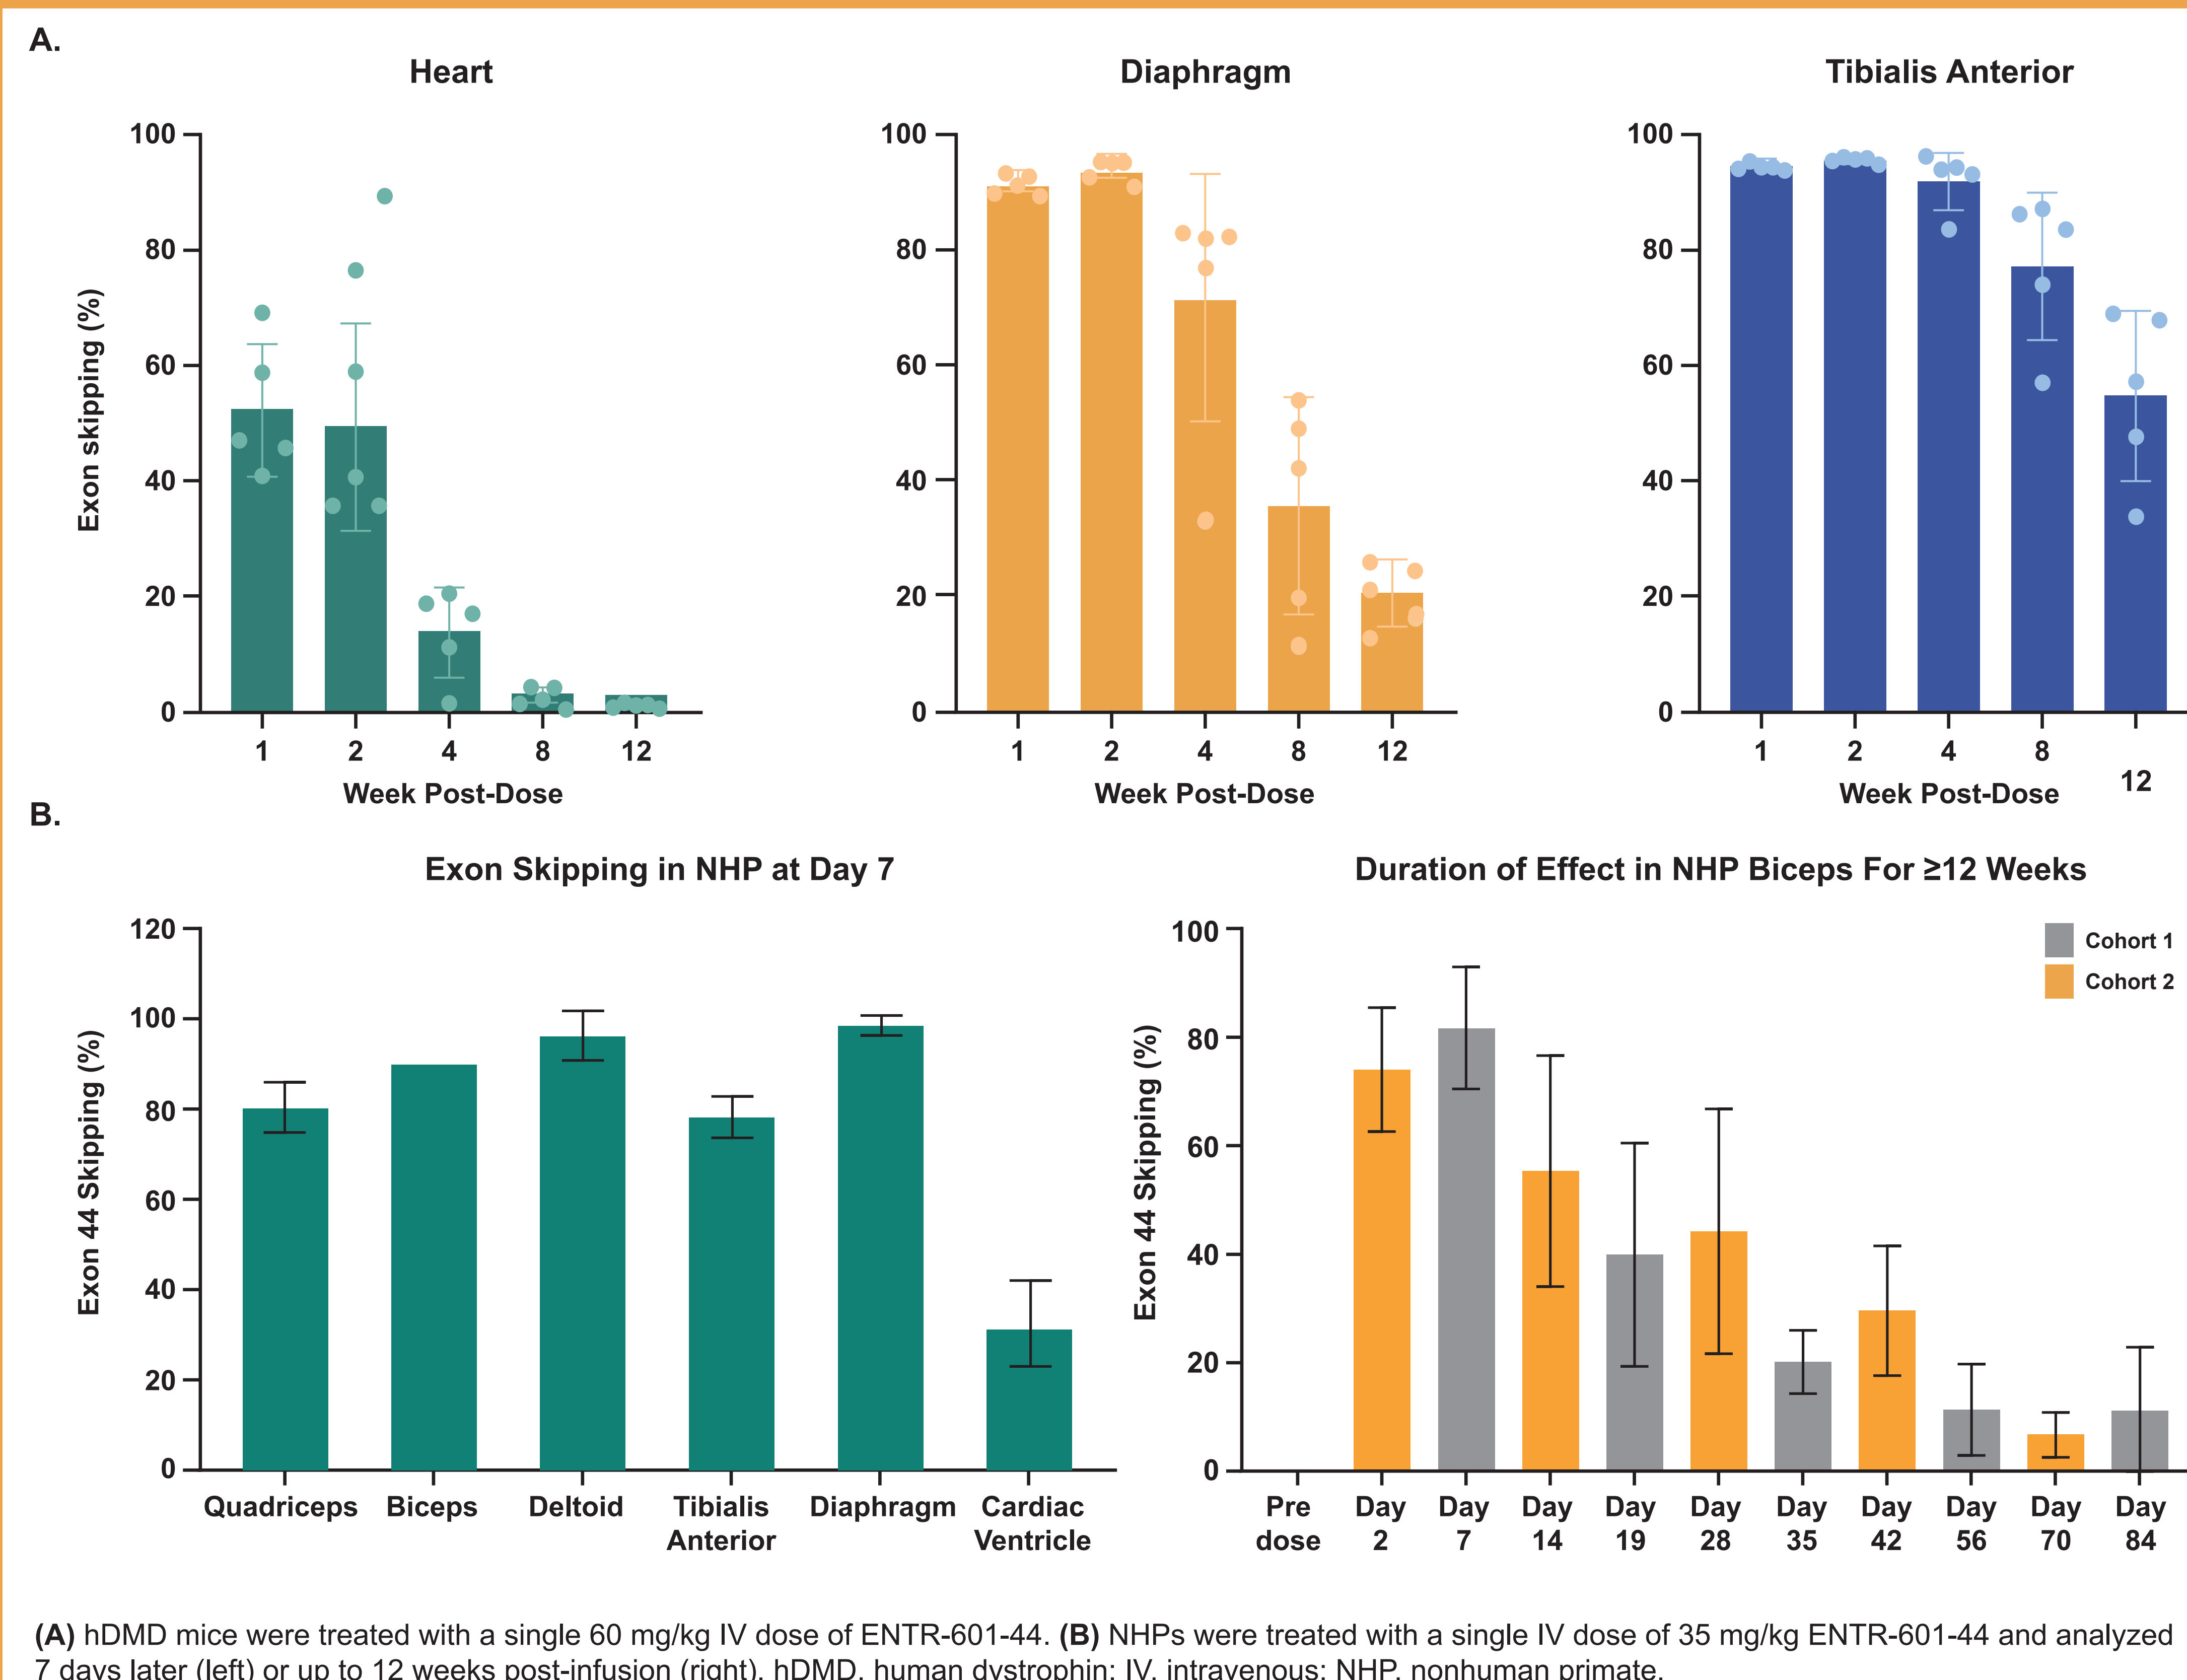 A.
Heart
Diaphragm
Tibialis Anterior
Exon skipping (%)
100
80
60
40
20
0
1 2 4 8 12
Week Post-Dose
100
80
60
40
20
0
1 2 4 8 12
Week Post-Dose
100
80
60
40
20
0
1 2 4 8 12
Week Post-Dose
B.
Exon Skipping in NHP at Day 7
Exon 44 Skipping (%)
120
100
80
60
40
20
0
Quadriceps Biceps Deltoid Tibialis Diaphragm Cardiac
Anterior Ventricle
Duration of Effect in NHP Biceps For ≥12 Weeks
Cohort 1
Cohort 2
Exon 44 Skipping (%)
100
80
60
40
20
0
Pre Day Day Day Day Day Day Day Day Day Day
dose 2 7 14 19 28 35 42 56 70 84
(A) hDMD mice were treated with a single 60 mg/kg IV dose of ENTR-601-44. (B) NHPs were treated with a single IV dose of 35 mg/kg ENTR-601-44 and analyzed
7 days later (left) or up to 12 weeks post-infusion (right). hDMD, human dystrophin; IV, intravenous; NHP, nonhuman primate.